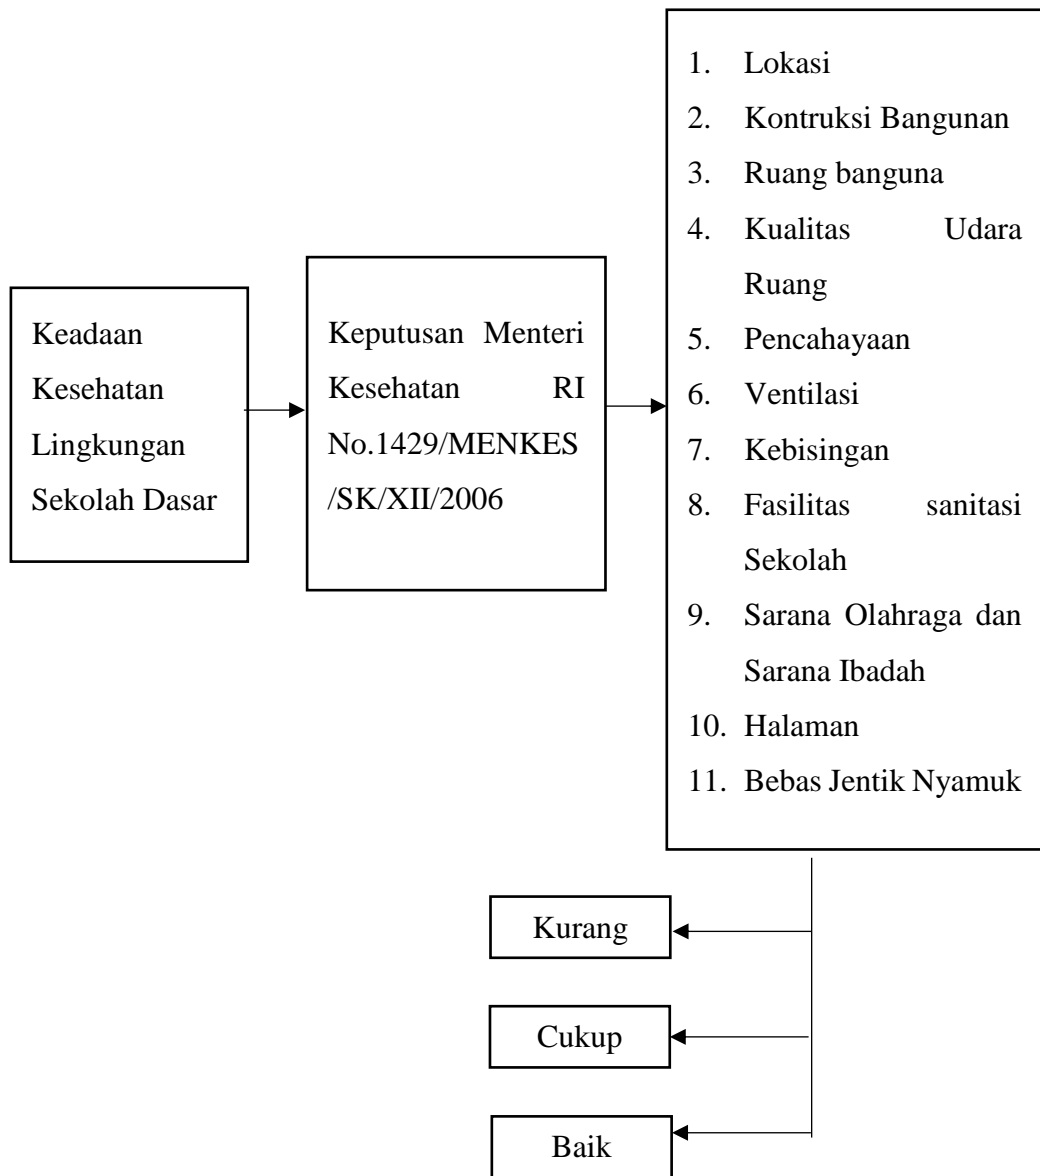 Keadaan
Kesehatan
Lingkungan
Sekolah Dasar
Keputusan Menteri
Kesehatan RI
No.1429/MENKES
/SK/XII/2006
1. Lokasi
2. Kontruksi Bangunan
3. Ruang banguna
4. Kualitas Udara
Ruang
5. Pencahayaan
6. Ventilasi
7. Kebisingan
8. Fasilitas sanitasi
Sekolah
9. Sarana Olahraga dan
Sarana Ibadah
10. Halaman
11. Bebas Jentik Nyamuk
Kurang
Cukup
Baik